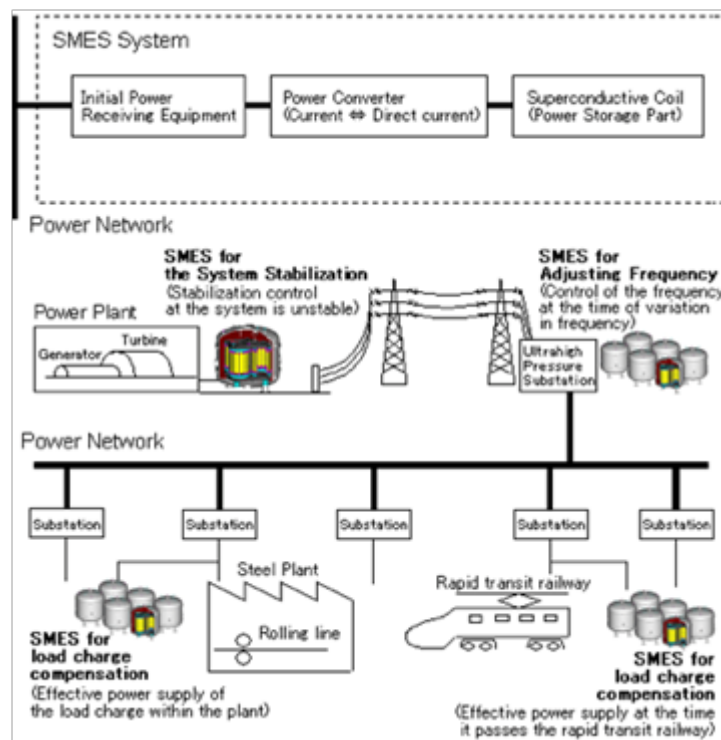 SMES System
Initial Power
Receiving Equipment
Power Converter
(Current ⇔ Direct current)
Superconductive Coil
(Power Storage Part)
Power Network
SMES for
the System Stabilization
(Stabilization control
at the system is unstable)
SMES for
Adjusting Frequency
(Control of the frequency
at the time of variation
in frequency)
Power Plant
Turbine
Generator
Ultrahigh
Pressure
Substation
Power Network
Substation
Substation
Substation
Substation
Substation
Steel Plant
Rolling line
Rapid transit railway
SMES for
load charge
compensation
(Effective power supply of
the load charge within the plant)
SMES for
load charge
compensation
(Effective power supply at the time
it passes the rapid transit railway)